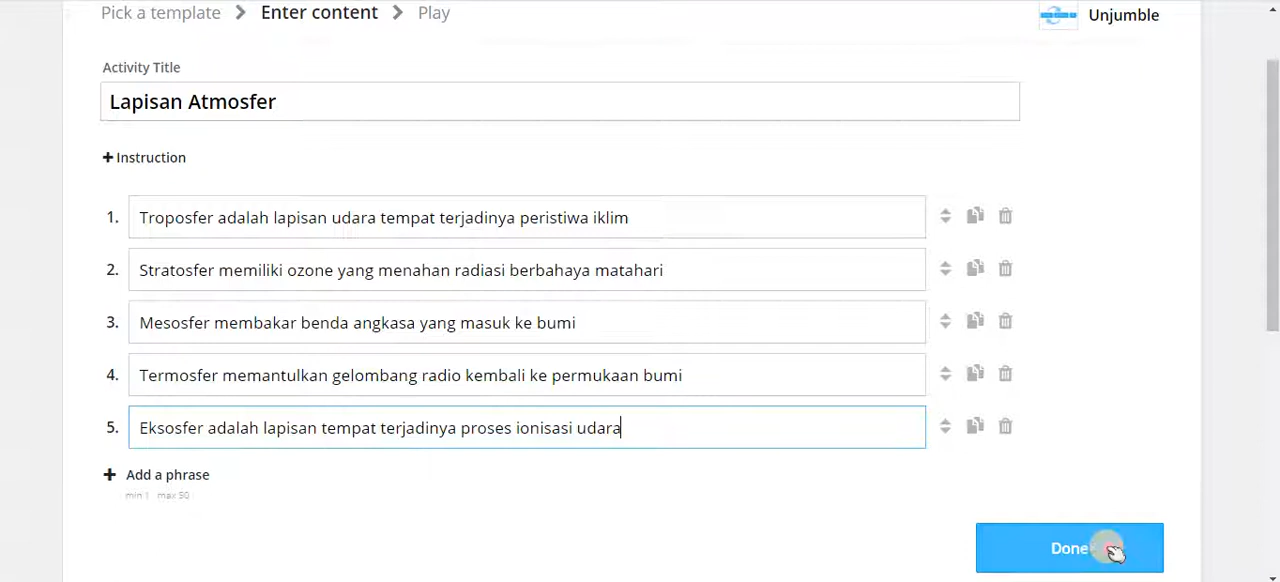 Pick a template > Enter content > Play
Unjumble
Activity Title
Lapisan Atmosfer
+ Instruction
1. Troposfer adalah lapisan udara tempat terjadinya peristiwa iklim
2. Stratosfer memiliki ozone yang menahan radiasi berbahaya matahari
3. Mesosfer membakar benda angkasa yang masuk ke bumi
4. Termosfer memantulkan gelombang radio kembali ke permukaan bumi
5. Eksosfer adalah lapisan tempat terjadinya proses ionisasi udara
+ Add a phrase
min 1 max 50
Done